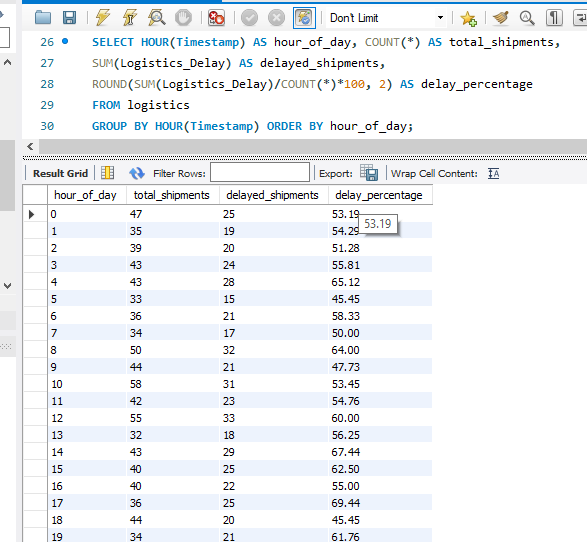 Don't Limit
26 SELECT HOUR(Timestamp) AS hour_of_day, COUNT(*) AS total_shipments,
27 SUM(Logistics_Delay) AS delayed_shipments,
28 ROUND(SUM(Logistics_Delay)/COUNT(*)*100, 2) AS delay_percentage
29 FROM logistics
30 GROUP BY HOUR(Timestamp) ORDER BY hour_of_day;
Result Grid Filter Rows: Export: Wrap Cell Content:
hour_of_day total_shipments delayed_shipments delay_percentage
0 47 25 53.19
53.19
1 35 19 54.29
2 39 20 51.28
3 43 24 55.81
4 43 28 65.12
5 33 15 45.45
6 36 21 58.33
7 34 17 50.00
8 50 32 64.00
9 44 21 47.73
10 58 31 53.45
11 42 23 54.76
12 55 33 60.00
13 32 18 56.25
14 43 29 67.44
15 40 25 62.50
16 40 22 55.00
17 36 25 69.44
18 44 20 45.45
19 34 21 61.76